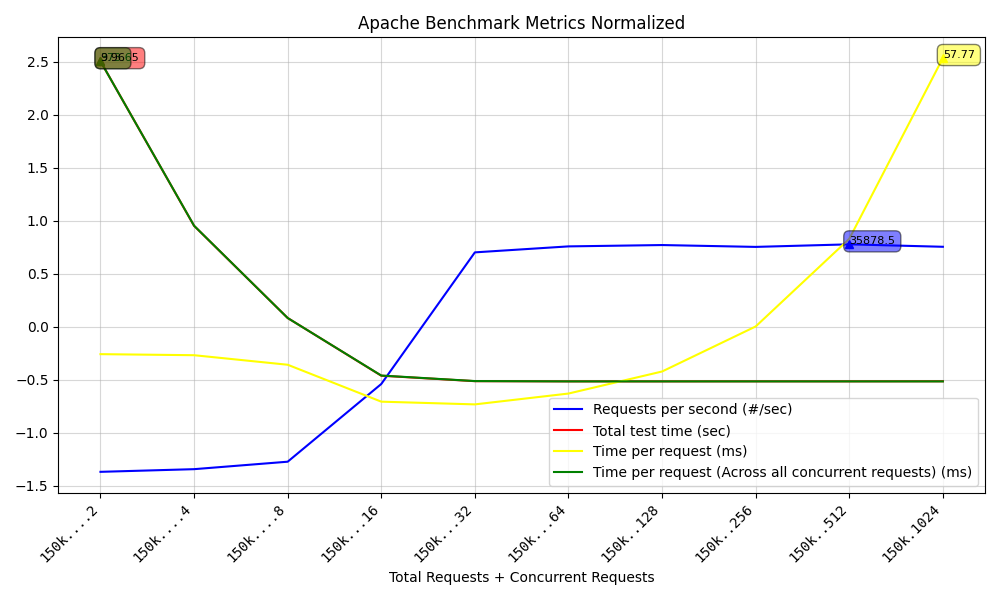 Apache Benchmark Metrics Normalized
2.5
2.0
1.5
1.0
0.5
0.0
−0.5
−1.0
−1.5
57.77
35878.5
Requests per second (#/sec)
Total test time (sec)
Time per request (ms)
Time per request (Across all concurrent requests) (ms)
150k....2
150k....4
150k....8
150k...16
150k...32
150k...64
150k..128
150k..256
150k..512
150k.1024
Total Requests + Concurrent Requests